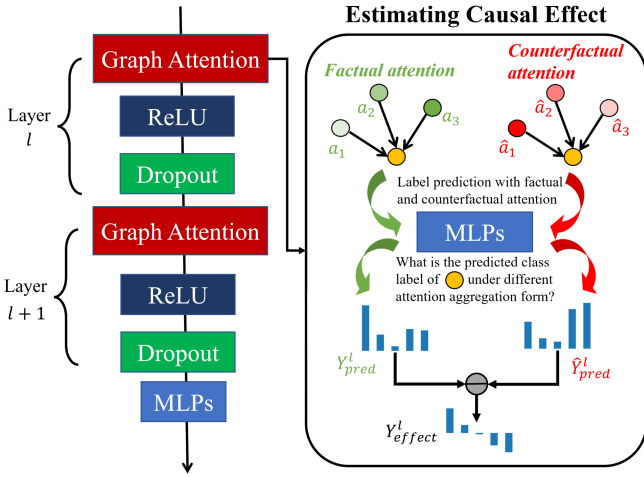 Estimating Causal Effect
Graph Attention
ReLU
Dropout
Layer
l
Graph Attention
ReLU
Dropout
Layer
l + 1
MLPs
Factual attention
a₁
a₂
a₃
Counterfactual
attention
â₁
â₂
â₃
Label prediction with factual
and counterfactual attention
MLPs
What is the predicted class
label of under different
attention aggregation form?
Y^l_pred
Ŷ^l_pred
Y^l_effect